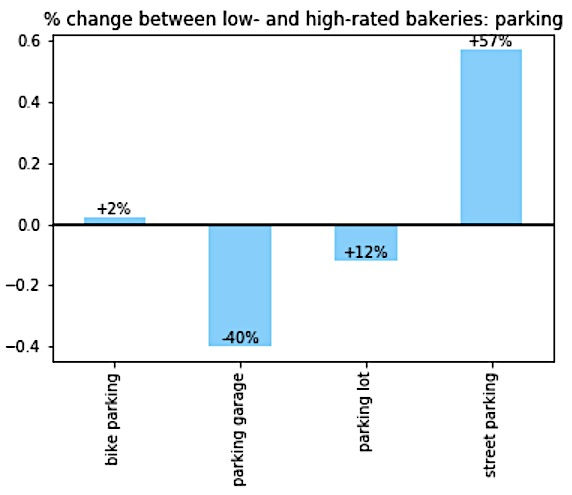 % change between low- and high-rated bakeries: parking
0.6
+57%
0.4
0.2
+2%
0.0
+12%
−0.2
-40%
−0.4
bike parking
parking garage
parking lot
street parking